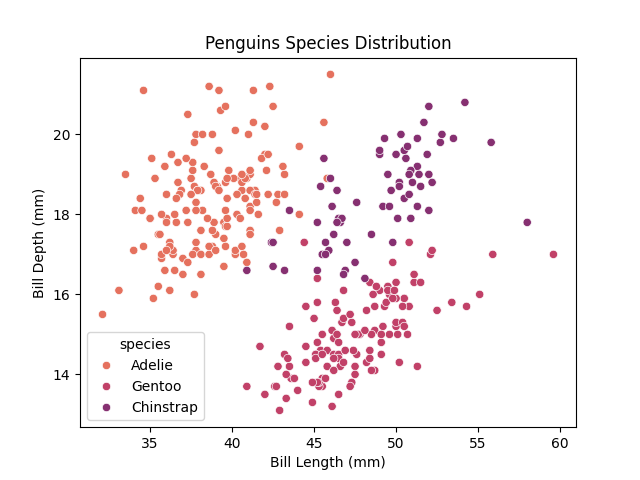 Penguins Species Distribution
Bill Depth (mm)
20
18
16
14
species
Adelie
Gentoo
Chinstrap
35 40 45 50 55 60
Bill Length (mm)